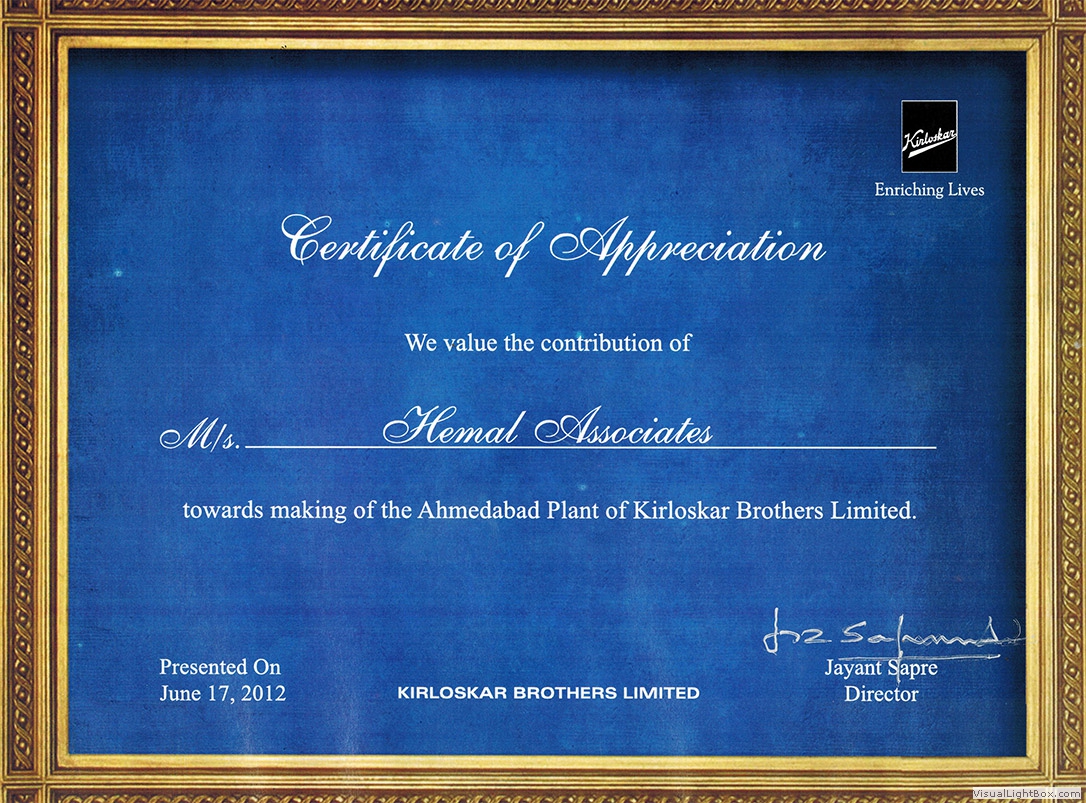 Kirloskar
Enriching Lives
Certificate of Appreciation
We value the contribution of
M/s. Hemal Associates
towards making of the Ahmedabad Plant of Kirloskar Brothers Limited.
Presented On
June 17, 2012
KIRLOSKAR BROTHERS LIMITED
Jayant Sapre
Director
VisualLightBox.com